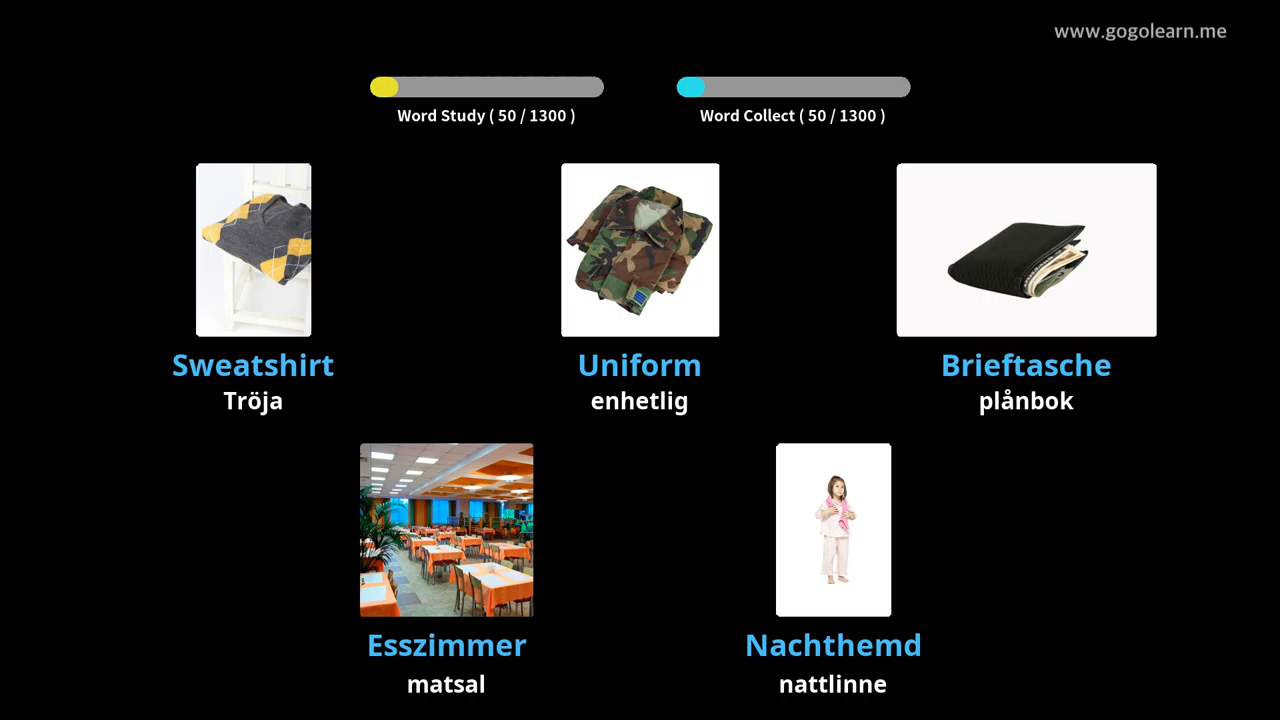 www.gogolearn.me
Word Study ( 50 / 1300 )
Word Collect ( 50 / 1300 )
Sweatshirt
Tröja
Uniform
enhetlig
Brieftasche
plånbok
Esszimmer
matsal
Nachthemd
nattlinne